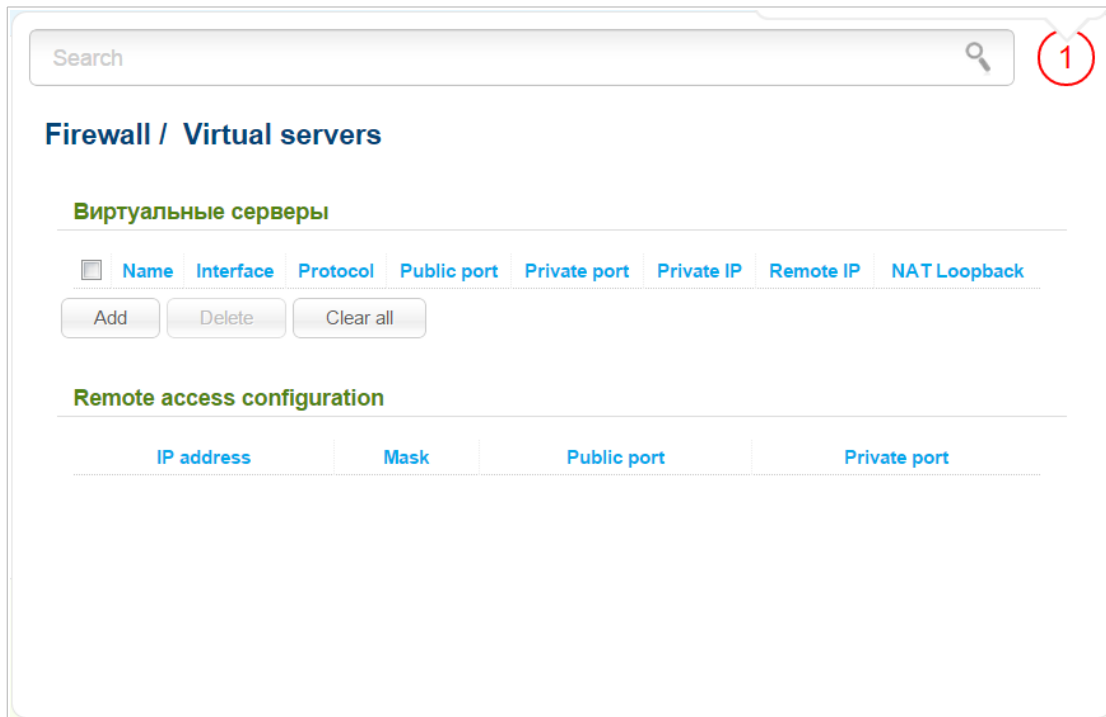 Search
1
Firewall / Virtual servers
Виртуальные серверы
Name Interface Protocol Public port Private port Private IP Remote IP NAT Loopback
Add Delete Clear all
Remote access configuration
IP address Mask Public port Private port